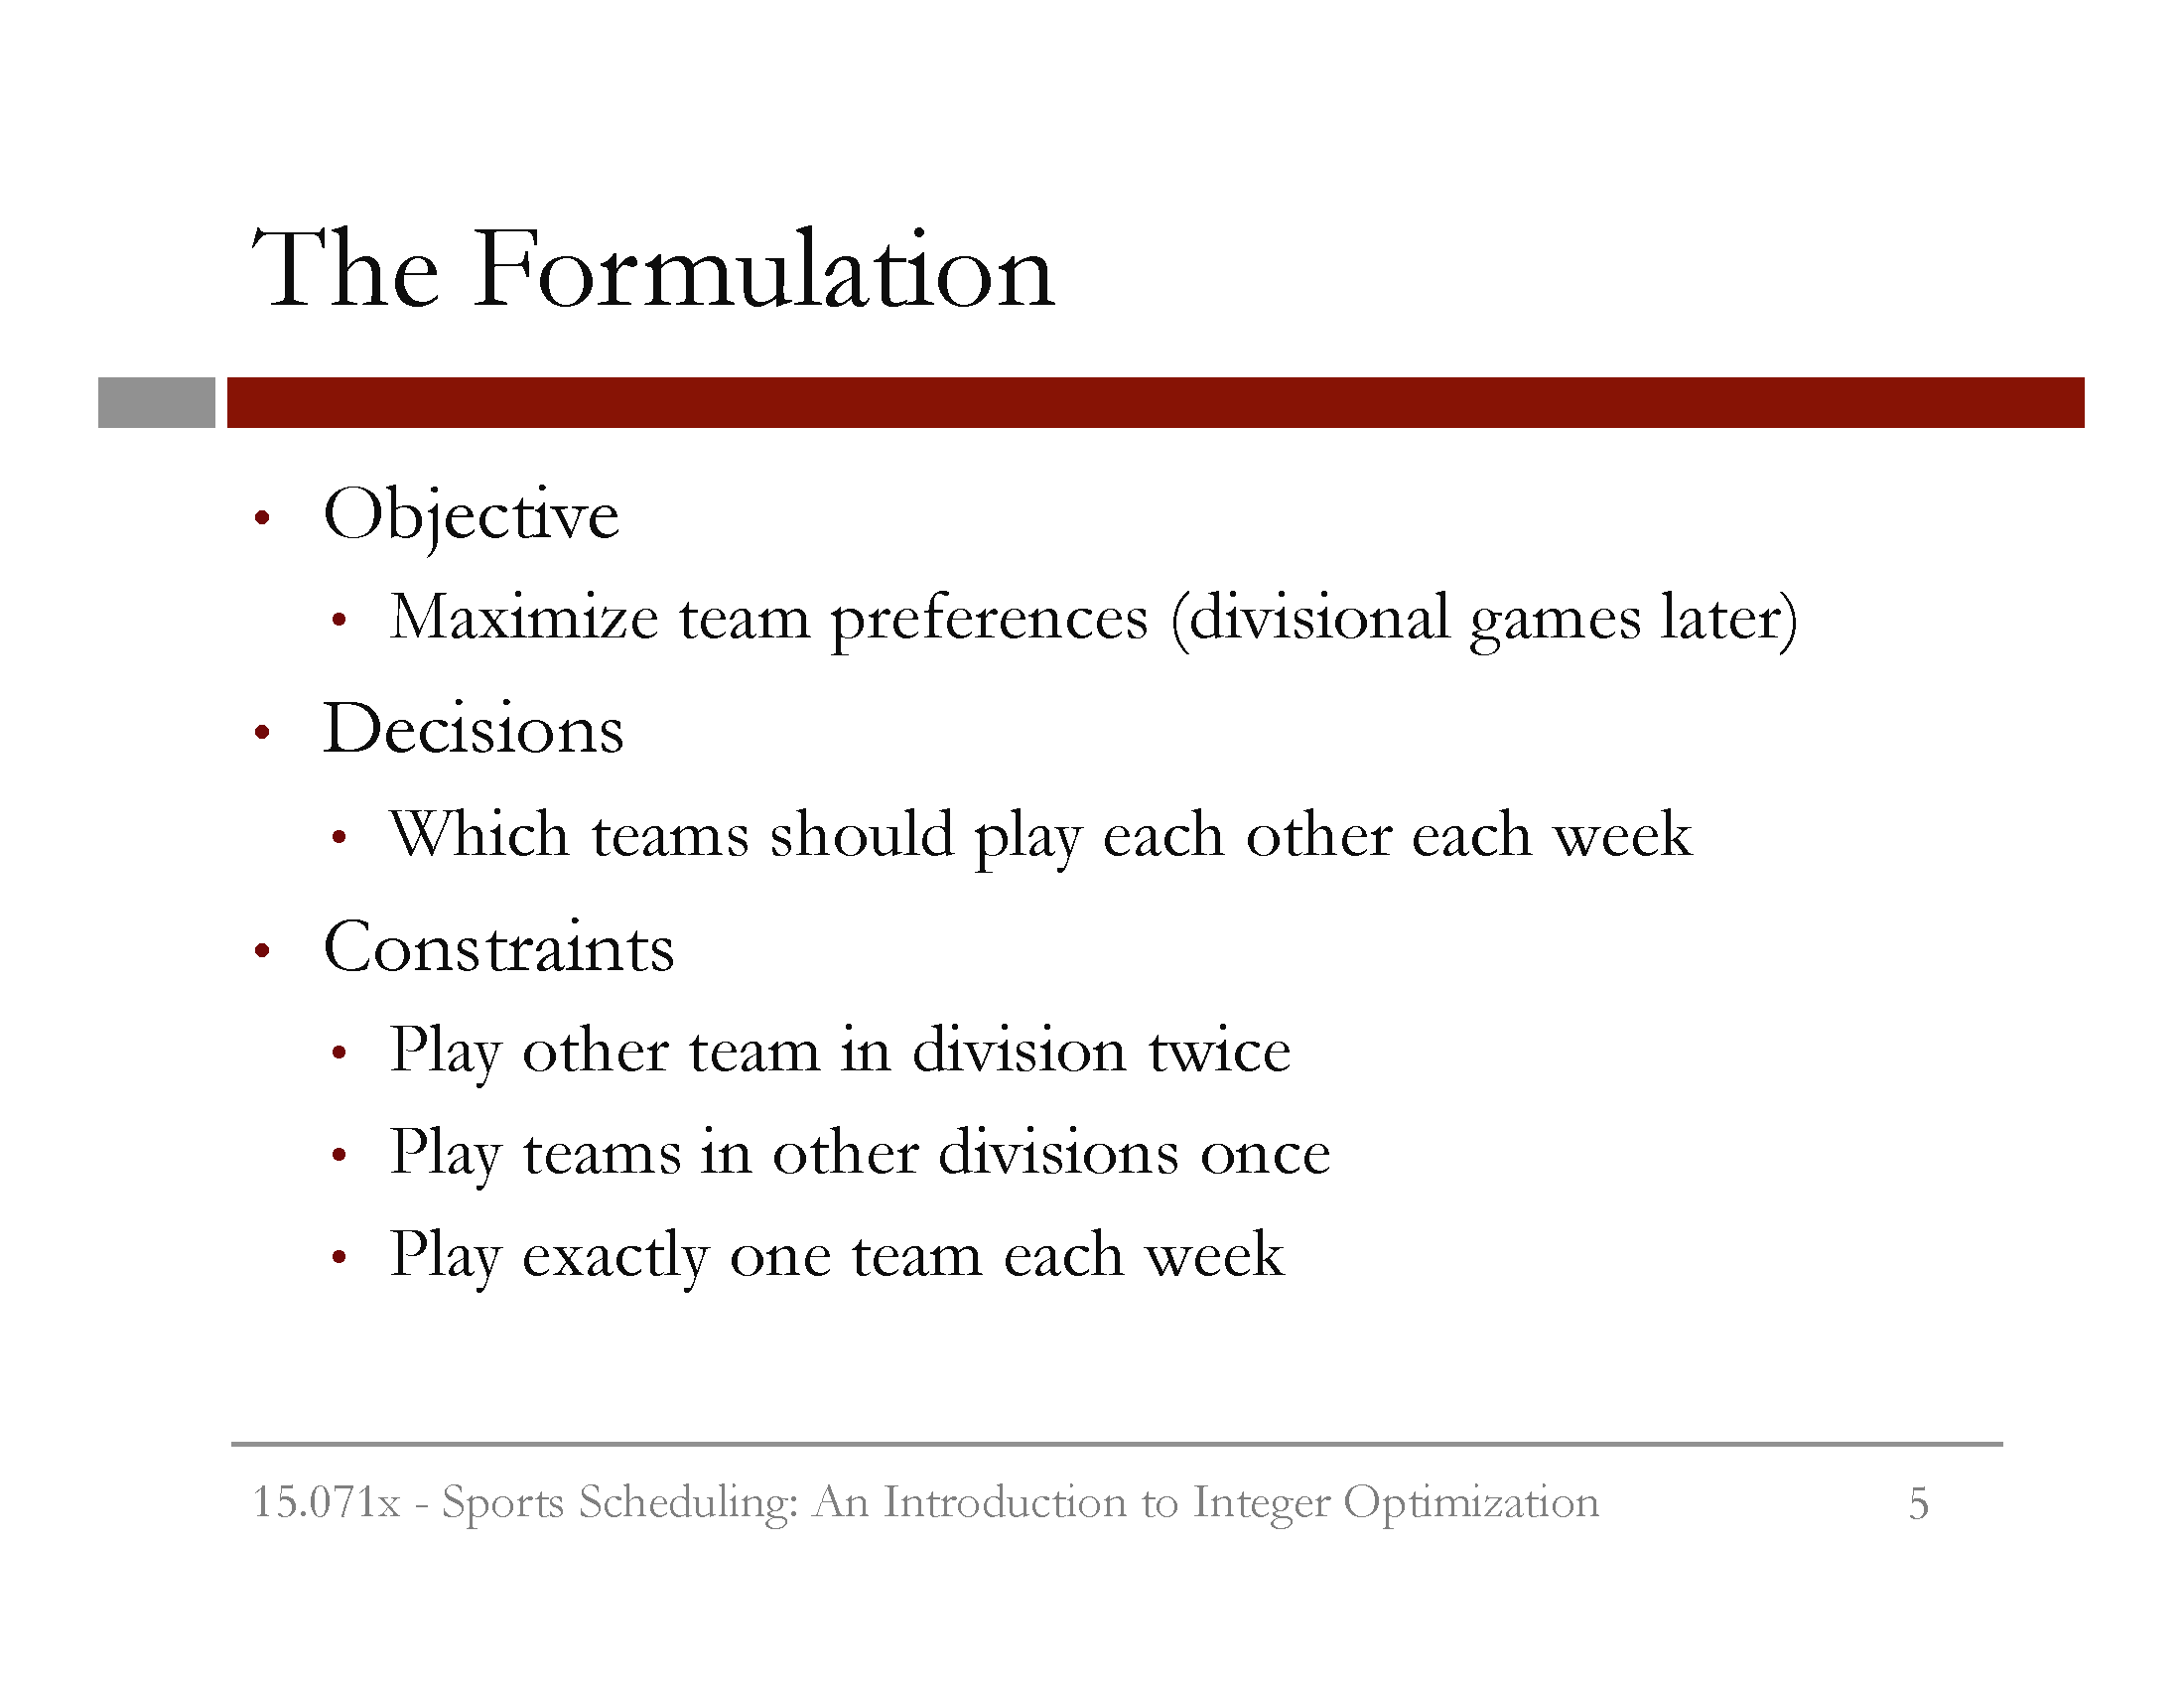 The Formulation
• Objective
• Maximize team preferences (divisional games later)
• Decisions
• Which teams should play each other each week
• Constraints
• Play other team in division twice
• Play teams in other divisions once
• Play exactly one team each week
15.071x - Sports Scheduling: An Introduction to Integer Optimization 5